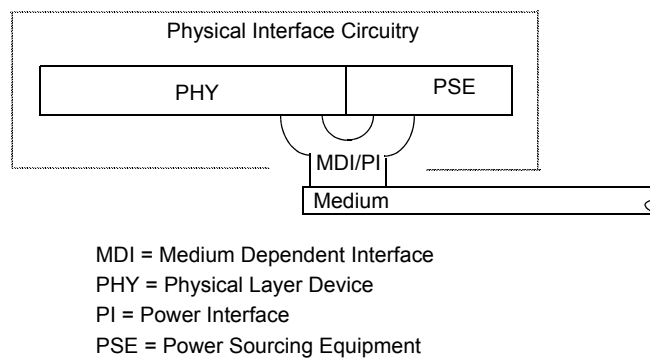 Physical Interface Circuitry
PHY
PSE
MDI/PI
Medium
MDI = Medium Dependent Interface
PHY = Physical Layer Device
PI = Power Interface
PSE = Power Sourcing Equipment